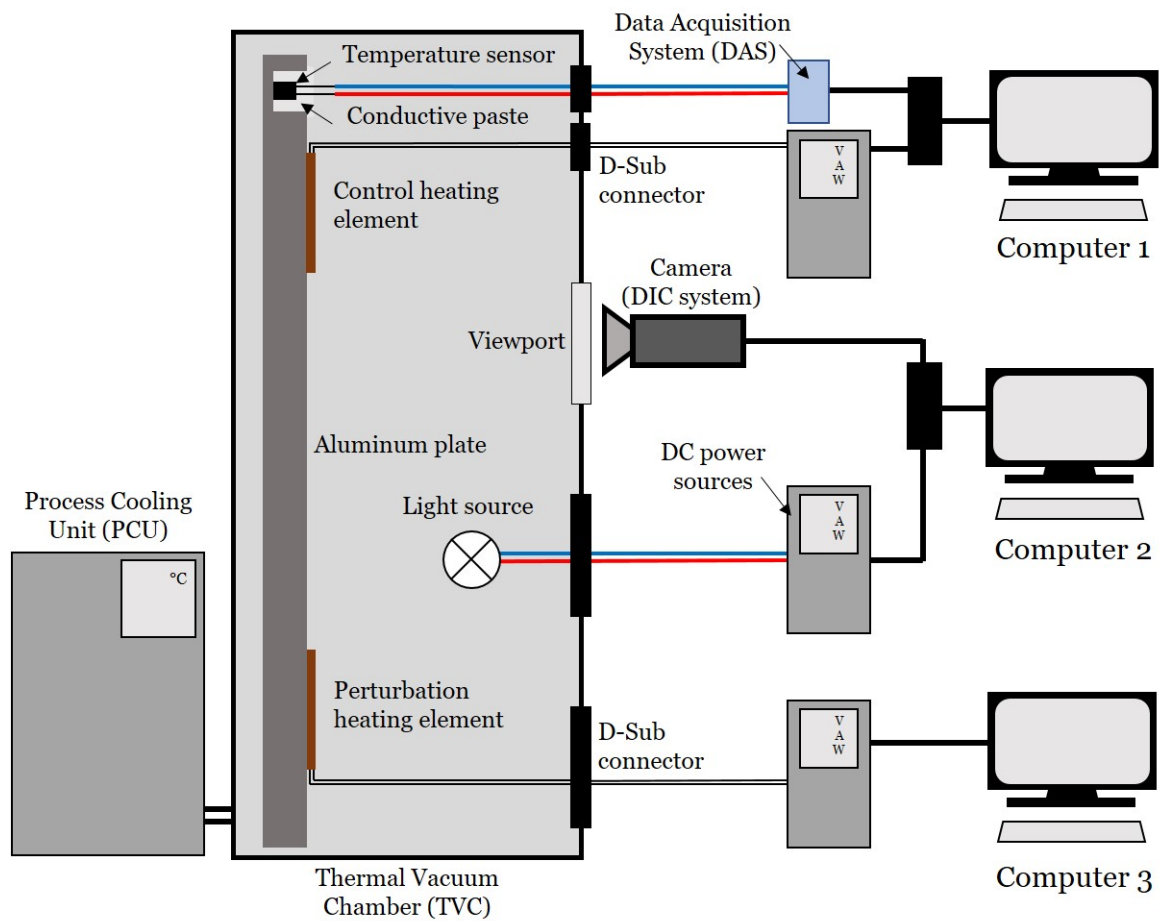 Data Acquisition
System (DAS)
Temperature sensor
Conductive paste
D-Sub
connector
V
A
W
Control heating
element
Computer 1
Camera
(DIC system)
Viewport
Aluminum plate
DC power
sources
Light source
V
A
W
Process Cooling
Unit (PCU)
°C
Computer 2
Perturbation
heating element
D-Sub
connector
V
A
W
Computer 3
Thermal Vacuum
Chamber (TVC)